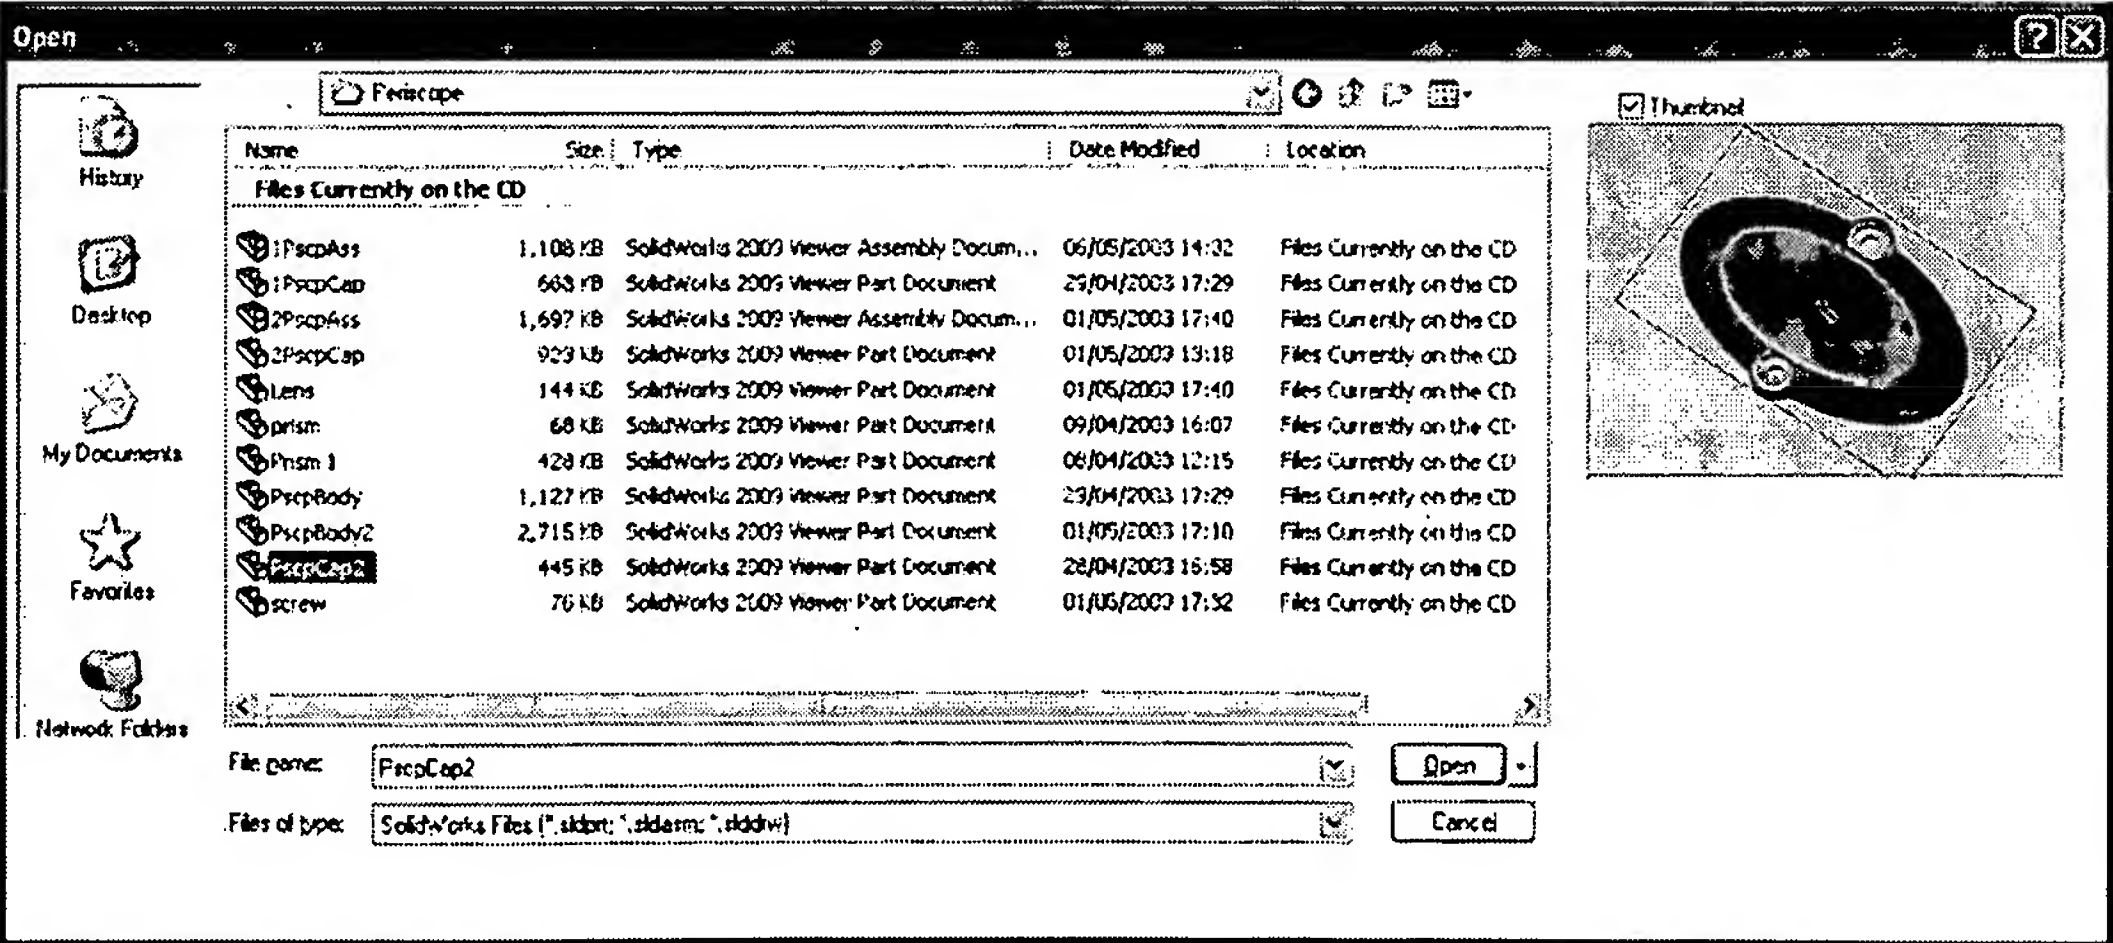 Open
Periscope
Thumbnail
Name Size Type Date Modified Location
Files Currently on the CD
1PscpAss 1,108 KB SolidWorks 2009 Viewer Assembly Docum... 06/05/2003 14:32 Files Currently on the CD
1PscpCap 668 KB SolidWorks 2009 Viewer Part Document 29/04/2003 17:29 Files Currently on the CD
2PscpAss 1,697 KB SolidWorks 2009 Viewer Assembly Docum... 01/05/2003 17:40 Files Currently on the CD
2PscpCap 923 KB SolidWorks 2009 Viewer Part Document 01/05/2003 13:18 Files Currently on the CD
Lens 144 KB SolidWorks 2009 Viewer Part Document 01/05/2003 17:40 Files Currently on the CD
prism 68 KB SolidWorks 2009 Viewer Part Document 09/04/2003 16:07 Files Currently on the CD
Prism 1 428 KB SolidWorks 2009 Viewer Part Document 08/04/2003 12:15 Files Currently on the CD
PscpBody 1,127 KB SolidWorks 2009 Viewer Part Document 29/04/2003 17:29 Files Currently on the CD
PscpBody2 2,715 KB SolidWorks 2009 Viewer Part Document 01/05/2003 17:10 Files Currently on the CD
PscpCap2 445 KB SolidWorks 2009 Viewer Part Document 28/04/2003 16:58 Files Currently on the CD
screw 76 KB SolidWorks 2009 Viewer Part Document 17:32 Files Currently on the CD
History
Desktop
My Documents
Favorites
Network Folders
File name: PscpCap2 Open
Files of type: SolidWorks Files (*.sldprt; *.sldasm; *.slddrw) Cancel